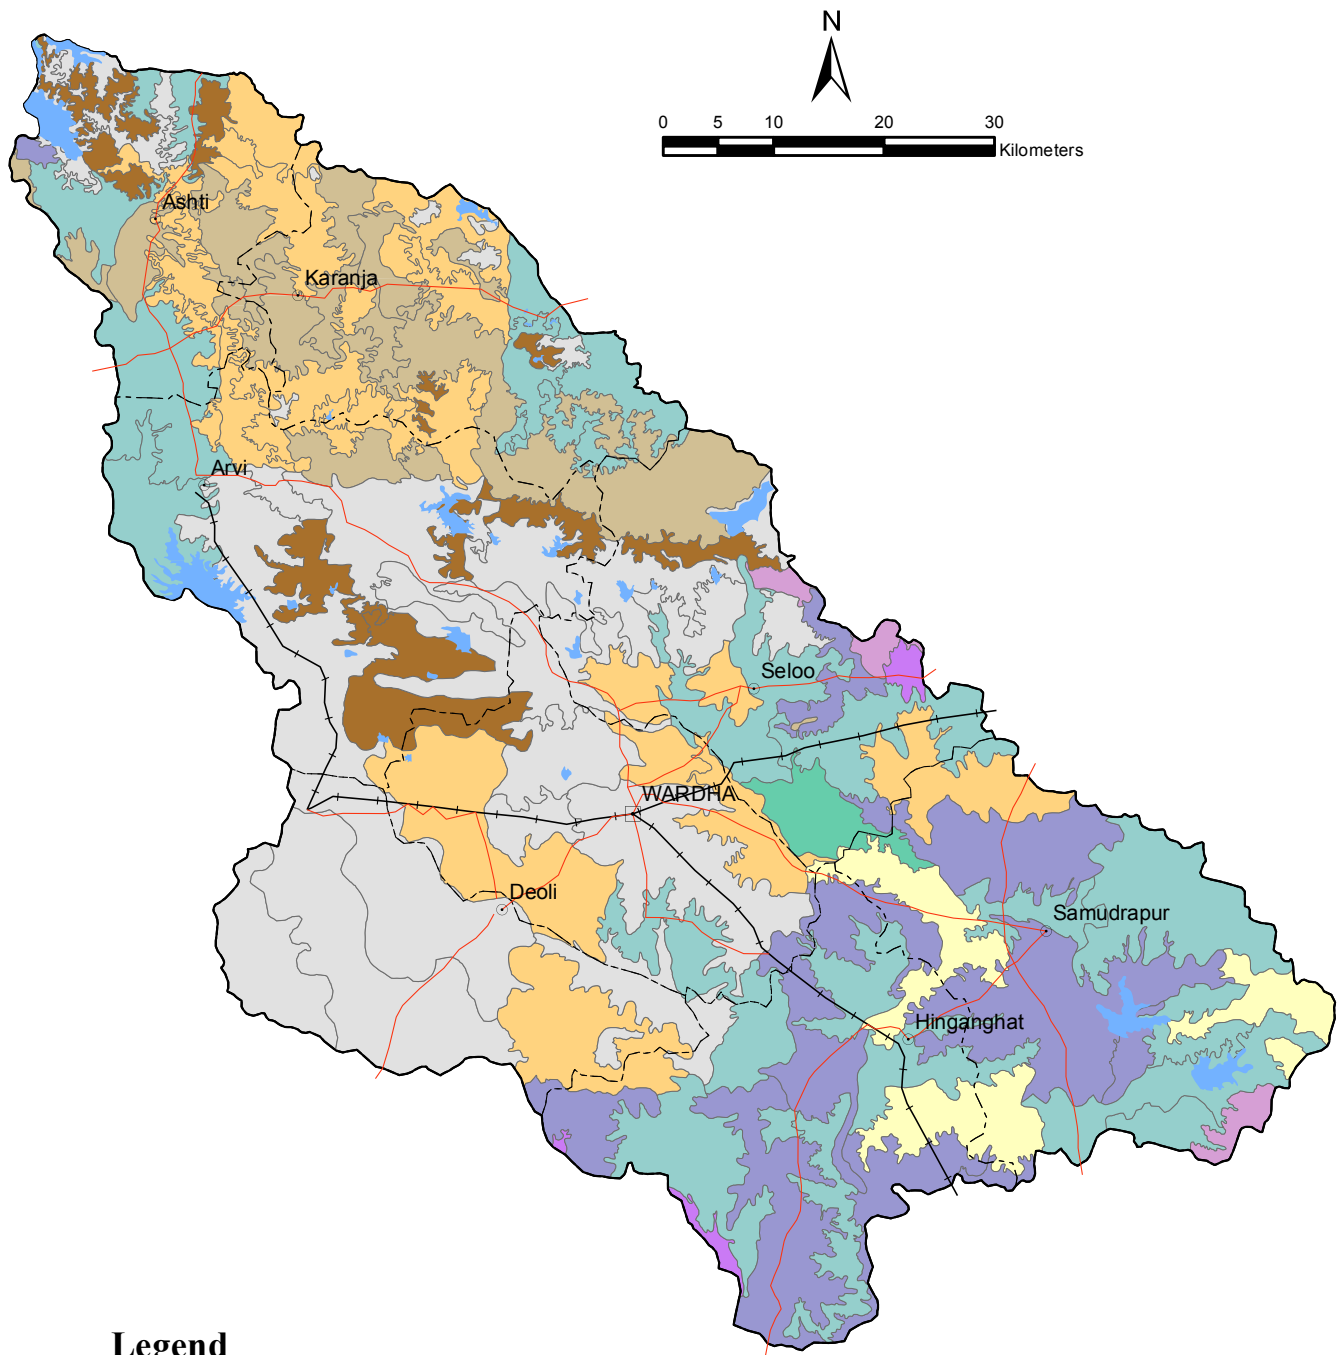 N
0 5 10 20 30
Kilometers
Ashti
Karanja
Arvi
Seloo
WARDHA
Deoli
Samudrapur
Hinganghat
Legend